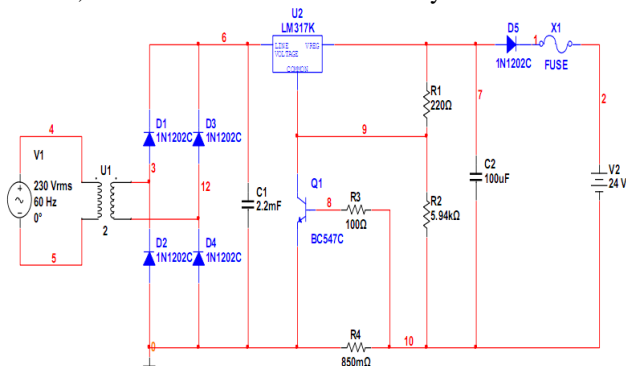 U2
LM317K
LINE VREG
VOLTAGE
COMMON
6
D5
1N1202C
1
X1
FUSE
7
2
R1
220Ω
4
V1
230 Vrms
60 Hz
0°
5
U1
2
D1
1N1202C
D3
1N1202C
3
12
9
C1
2.2mF
Q1
BC547C
8
R3
100Ω
R2
5.94kΩ
C2
100uF
V2
24 V
D2
1N1202C
D4
1N1202C
0
R4
850mΩ
10